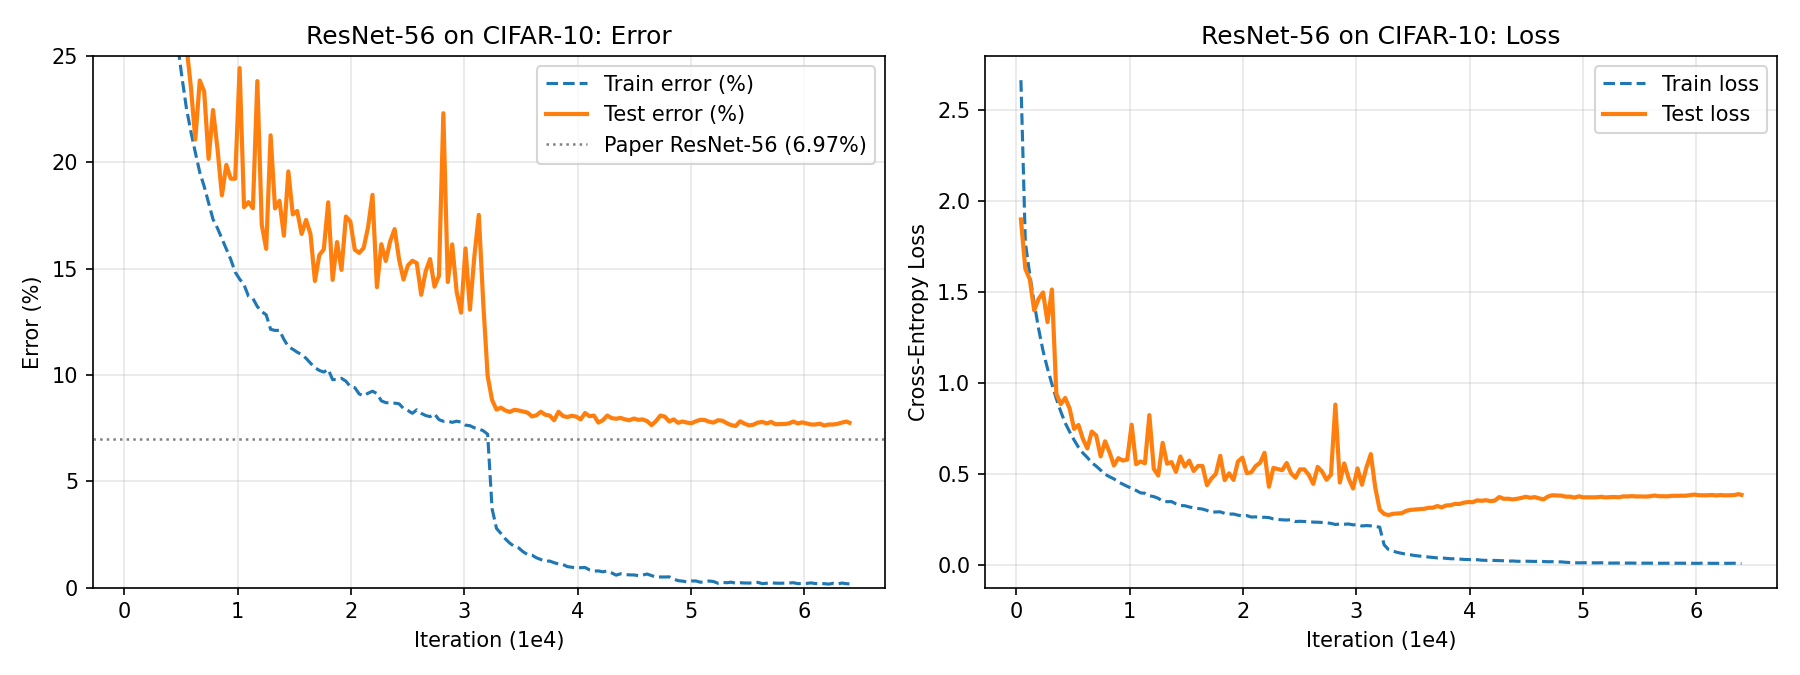 ResNet-56 on CIFAR-10: Error
Error (%)
25
20
15
10
5
0
Train error (%)
Test error (%)
Paper ResNet-56 (6.97%)
0 1 2 3 4 5 6
Iteration (1e4)
ResNet-56 on CIFAR-10: Loss
Cross-Entropy Loss
2.5
2.0
1.5
1.0
0.5
0.0
Train loss
Test loss
0 1 2 3 4 5 6
Iteration (1e4)